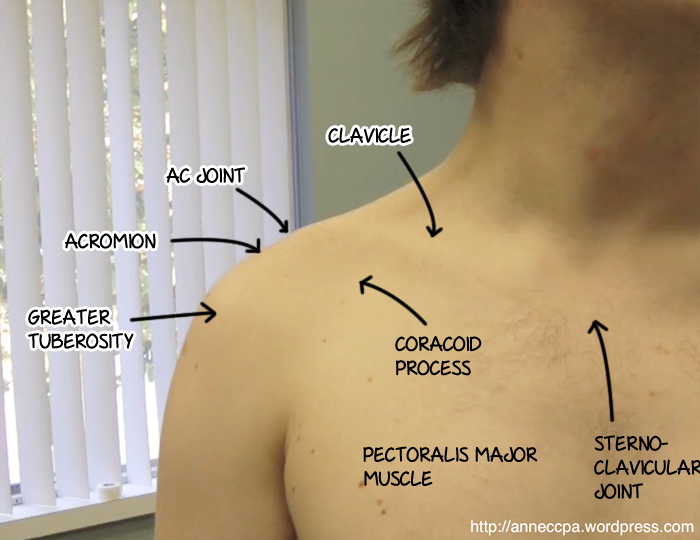 CLAVICLE
AC JOINT
ACROMION
GREATER
TUBEROSITY
CORACOID
PROCESS
PECTORALIS MAJOR
MUSCLE
STERNO-
CLAVICULAR
JOINT
http://anneccpa.wordpress.com